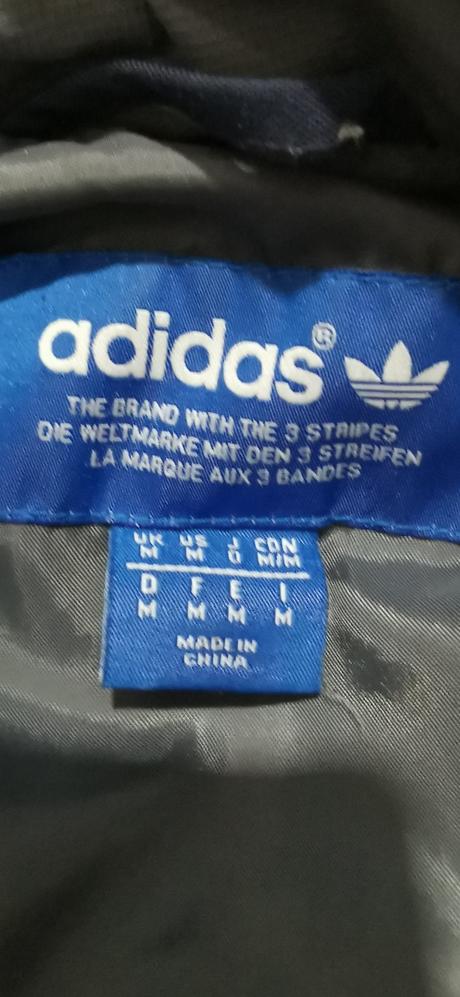 adidas®
THE BRAND WITH THE 3 STRIPES
DIE WELTMARKE MIT DEN 3 STREIFEN
LA MARQUE AUX 3 BANDES
UK US J CDN
M M O M/M
D F E I
M M M M
MADE IN
CHINA